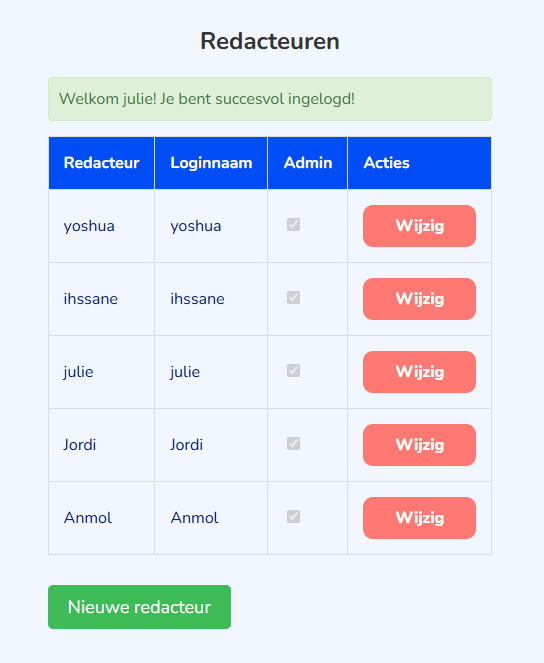 Redacteuren
Welkom julie! Je bent succesvol ingelogd!
Redacteur Loginnaam Admin Acties
yoshua yoshua Wijzig
ihssane ihssane Wijzig
julie julie Wijzig
Jordi Jordi Wijzig
Anmol Anmol Wijzig
Nieuwe redacteur